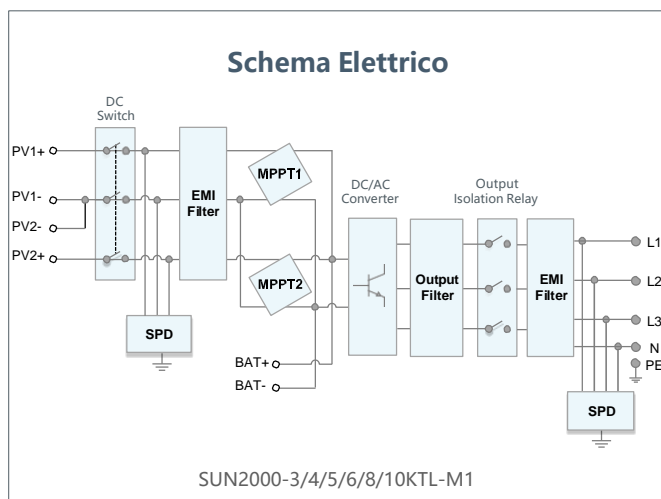 Schema Elettrico
DC
Switch
PV1+
PV1-
PV2-
PV2+
EMI
Filter
MPPT1
MPPT2
SPD
BAT+
BAT-
DC/AC
Converter
Output
Filter
Output
Isolation Relay
EMI
Filter
L1
L2
L3
N
PE
SPD
SUN2000-3/4/5/6/8/10KTL-M1